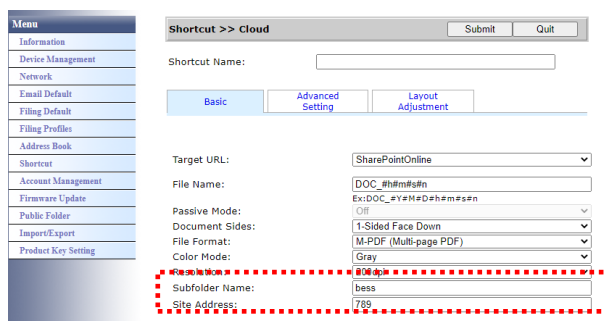 Menu
Information
Device Management
Network
Email Default
Filing Default
Filing Profiles
Address Book
Shortcut
Account Management
Firmware Update
Public Folder
Import/Export
Product Key Setting
Shortcut >> Cloud Submit Quit
Shortcut Name:
Basic
Advanced
Setting
Layout
Adjustment
Target URL: SharePointOnline
File Name: DOC_#h#m#s#n
Ex:DOC_#Y#M#D#h#m#s#n
Passive Mode: Off
Document Sides: 1-Sided Face Down
File Format: M-PDF (Multi-page PDF)
Color Mode: Gray
Resolution: 200dpi
Subfolder Name: bess
Site Address: 789